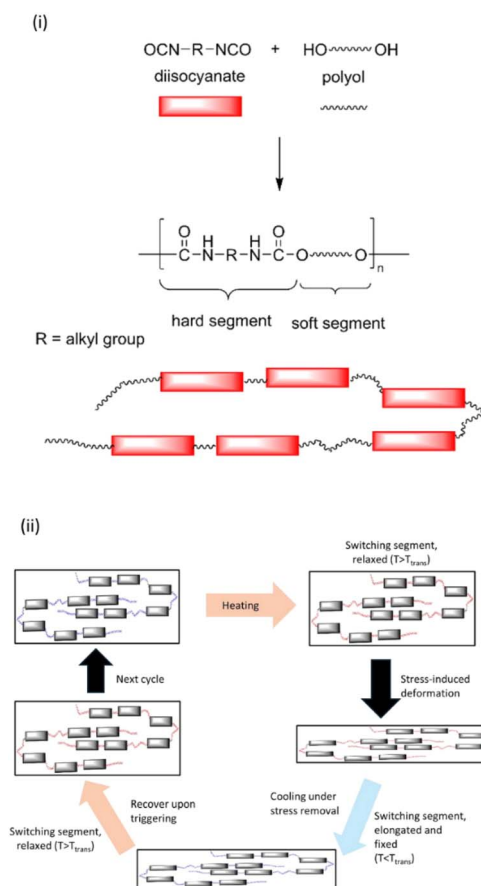 (i)
OCN–R–NCO + HO OH
diisocyanate polyol
O H H O
C–N–R–N–C–O O
n
hard segment soft segment
R = alkyl group
(ii)
Switching segment,
relaxed (T>Ttrans)
Heating
Next cycle
Stress-induced
deformation
Recover upon
triggering
Switching segment,
relaxed (T>Ttrans)
Cooling under
stress removal
Switching segment,
elongated and
fixed
(T<Ttrans)